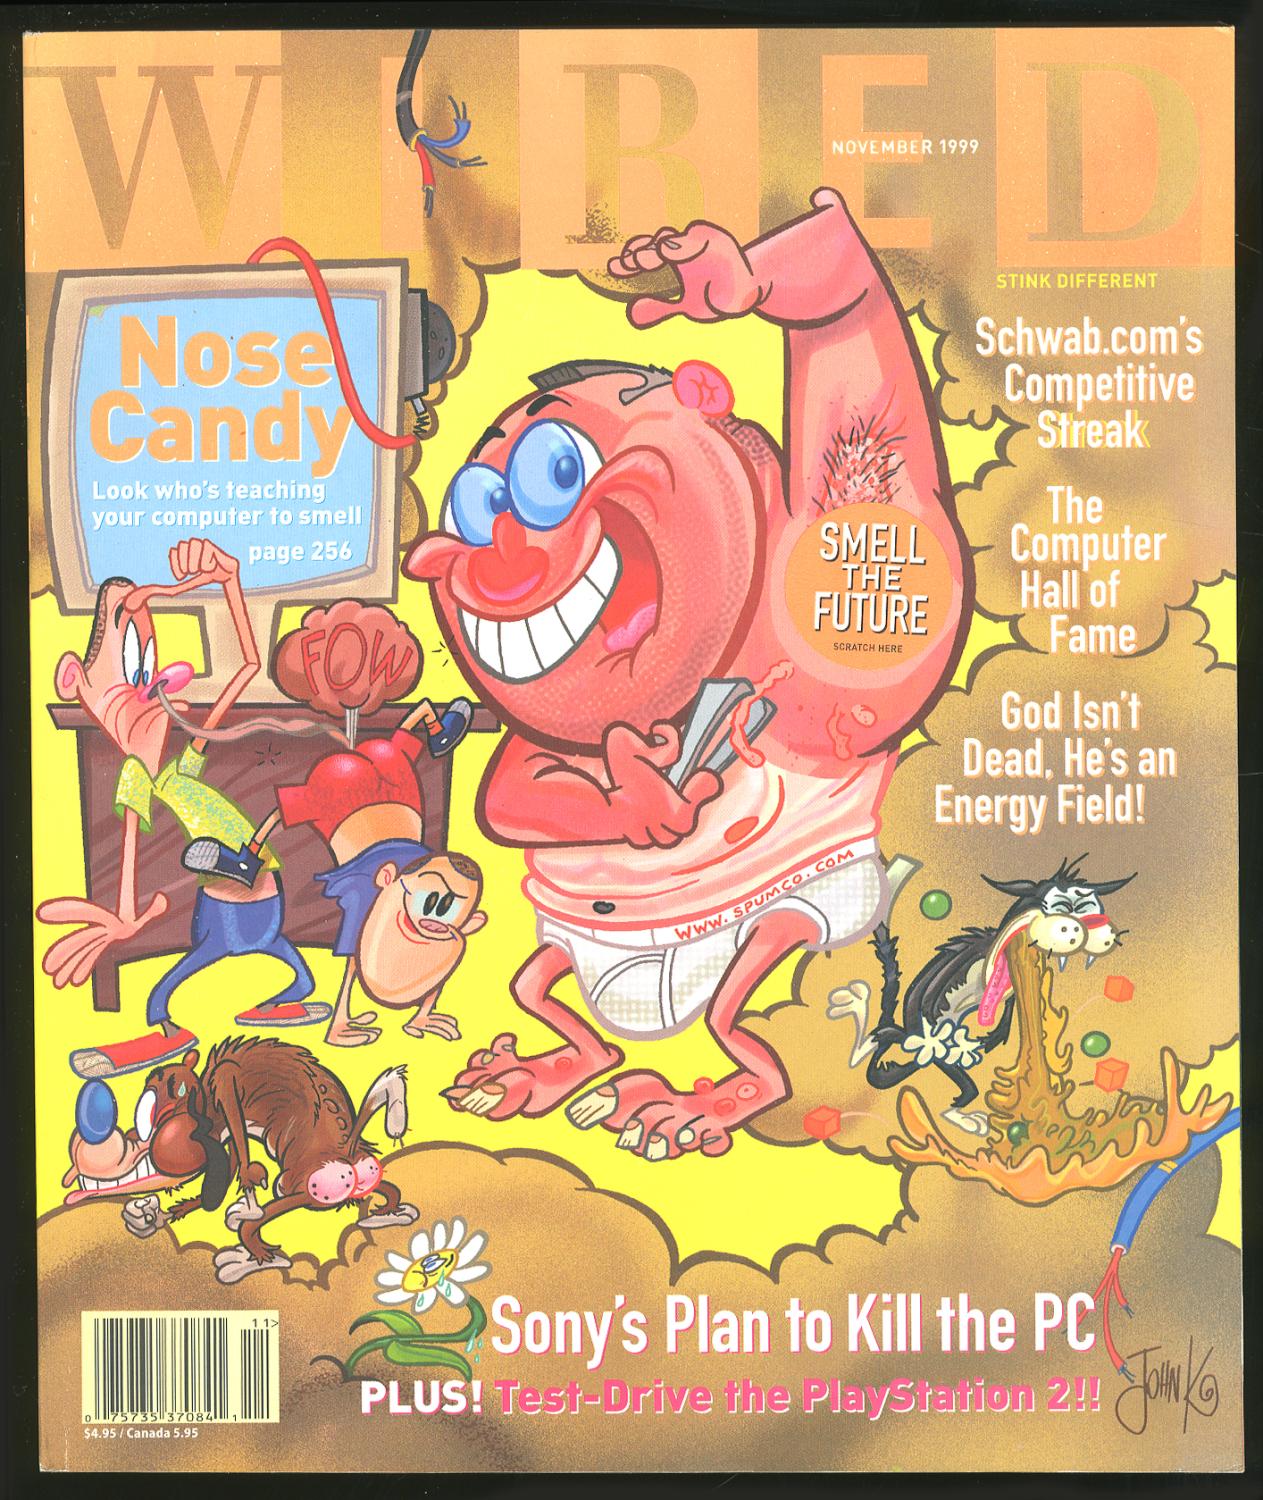 WIRED
NOVEMBER 1999
STINK DIFFERENT
Nose
Candy
Look who's teaching
your computer to smell
page 256
Schwab.com's
Competitive
Streak
The
Computer
Hall of
Fame
God Isn't
Dead, He's an
Energy Field!
SMELL
THE
FUTURE
SCRATCH HERE
FOW
WWW.SPUMCO.COM
Sony's Plan to Kill the PC
PLUS! Test-Drive the PlayStation 2!!
JOHN K
11>
0 75735 37084 1
$4.95 / Canada 5.95